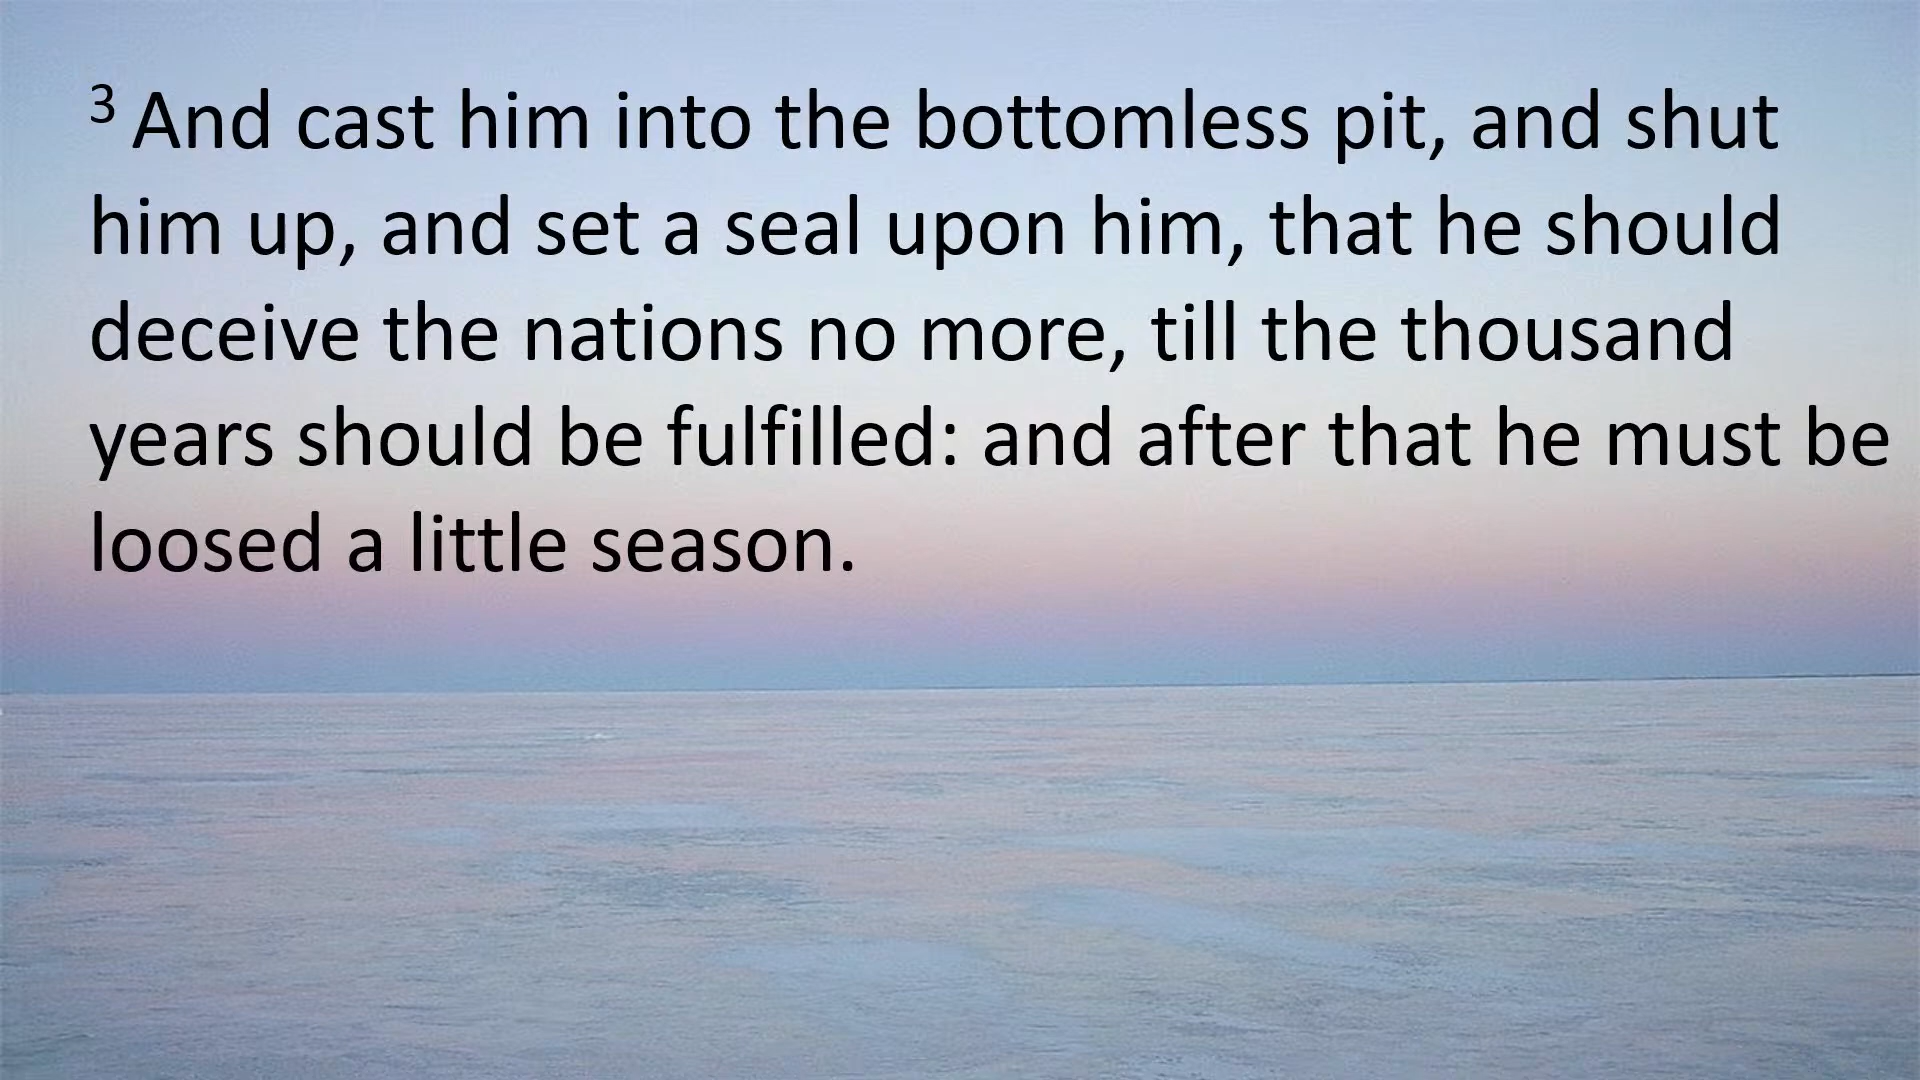 3 And cast him into the bottomless pit, and shut
him up, and set a seal upon him, that he should
deceive the nations no more, till the thousand
years should be fulfilled: and after that he must be
loosed a little season.